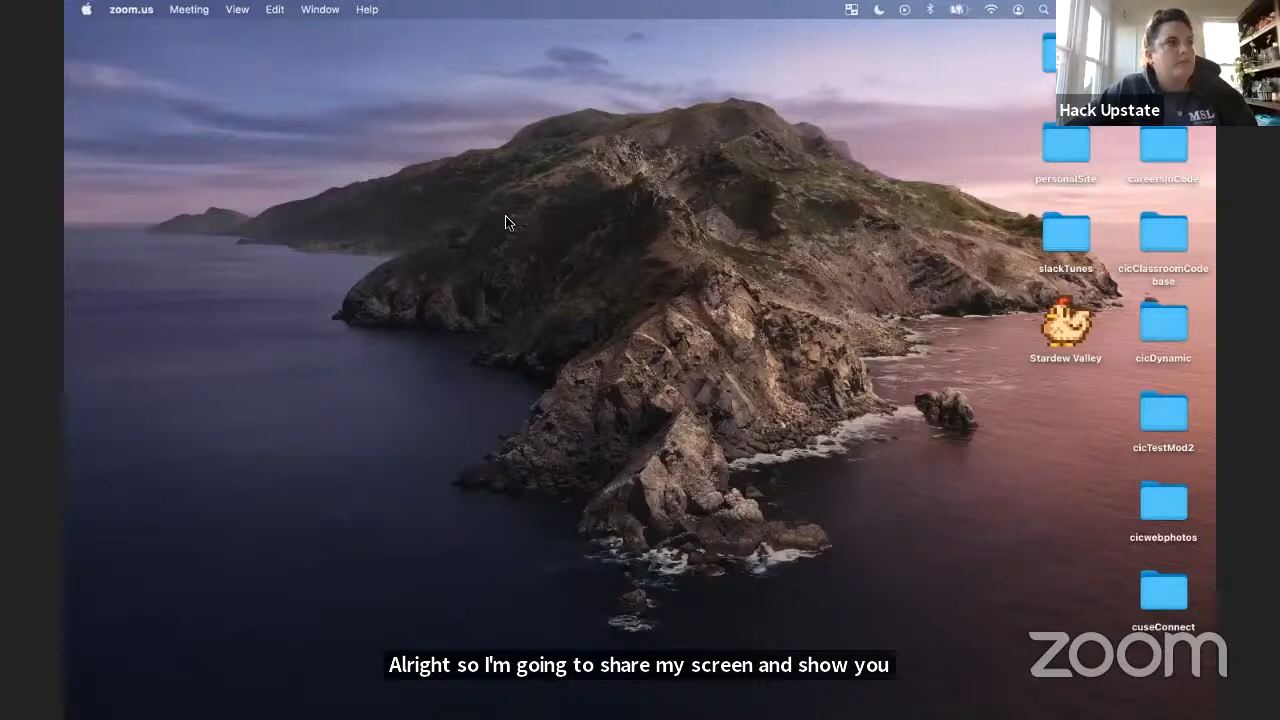 zoom.us Meeting View Edit Window Help
Hack Upstate
MSL
personalSite careersInCode
slackTunes cicClassroomCode
base
Stardew Valley cicDynamic
cicTestMod2
cicwebphotos
cuseConnect
Alright so I'm going to share my screen and show you
zoom